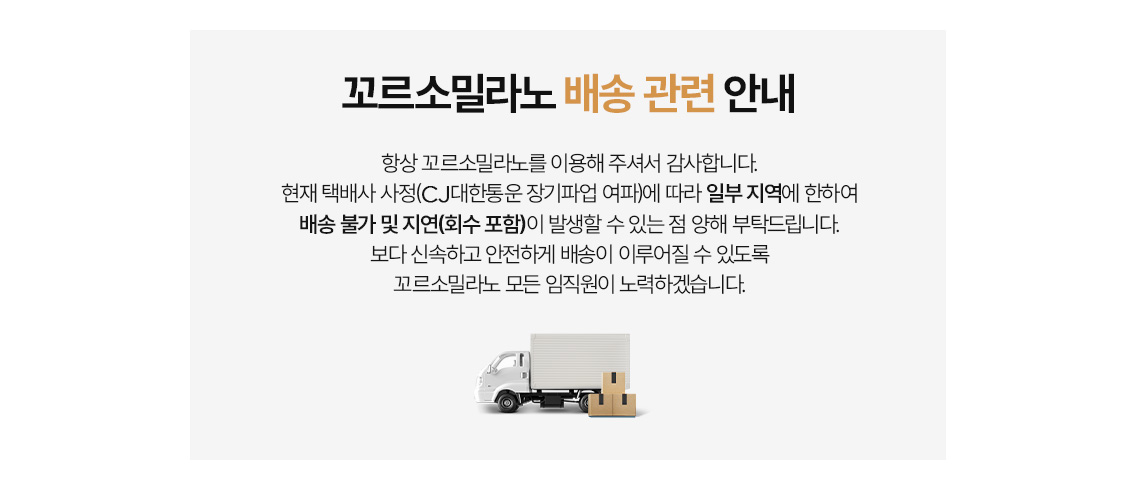 꼬르소밀라노 배송 관련 안내
항상 꼬르소밀라노를 이용해 주셔서 감사합니다.
현재 택배사 사정(CJ대한통운 장기파업 여파)에 따라 일부 지역에 한하여
배송 불가 및 지연(회수 포함)이 발생할 수 있는 점 양해 부탁드립니다.
보다 신속하고 안전하게 배송이 이루어질 수 있도록
꼬르소밀라노 모든 임직원이 노력하겠습니다.